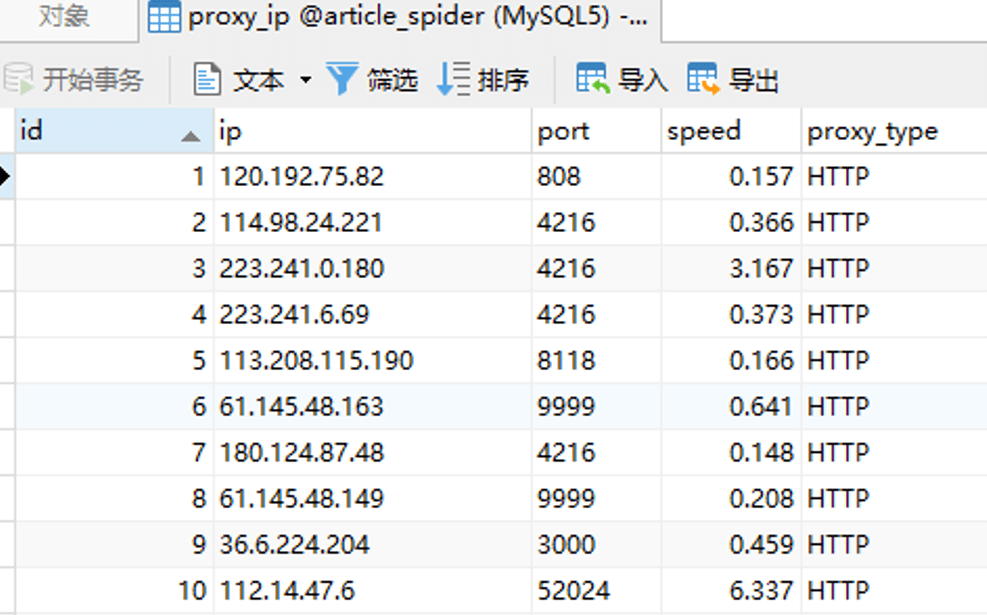 对象 proxy_ip @article_spider (MySQL5) -...
开始事务 文本 筛选 排序 导入 导出
id ip port speed proxy_type
1 120.192.75.82 808 0.157 HTTP
2 114.98.24.221 4216 0.366 HTTP
3 223.241.0.180 4216 3.167 HTTP
4 223.241.6.69 4216 0.373 HTTP
5 113.208.115.190 8118 0.166 HTTP
6 61.145.48.163 9999 0.641 HTTP
7 180.124.87.48 4216 0.148 HTTP
8 61.145.48.149 9999 0.208 HTTP
9 36.6.224.204 3000 0.459 HTTP
10 112.14.47.6 52024 6.337 HTTP